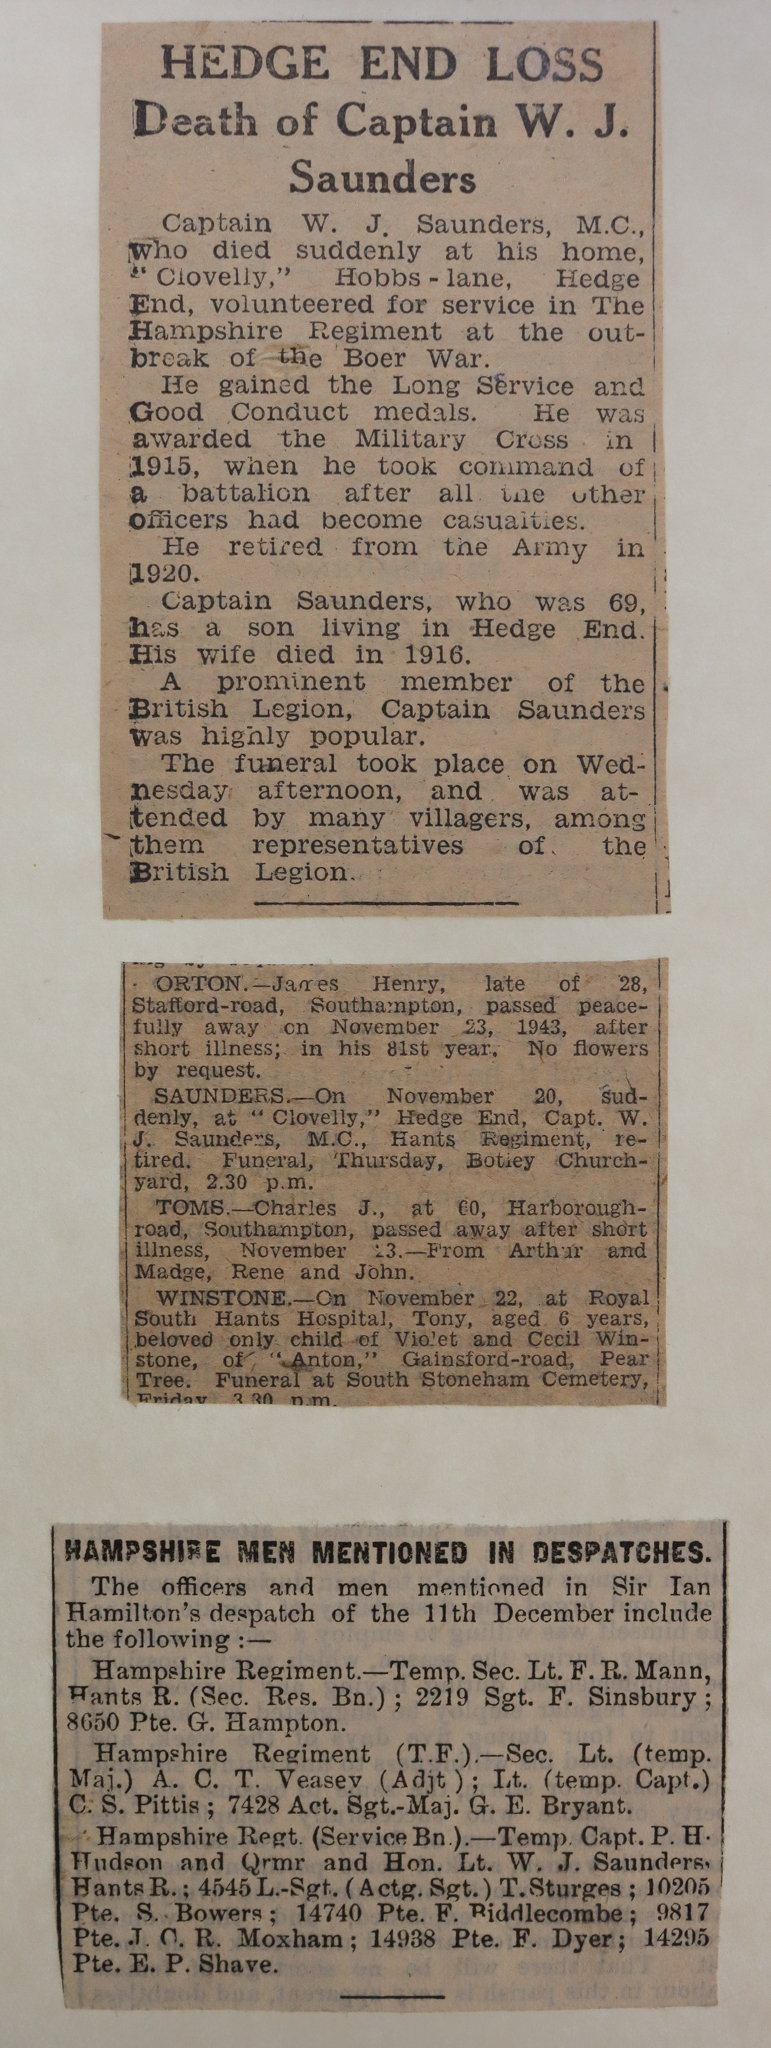 HEDGE END LOSS
Death of Captain W. J.
Saunders
Captain W. J. Saunders, M.C.,
who died suddenly at his home,
"Clovelly," Hobbs-lane, Hedge
End, volunteered for service in The
Hampshire Regiment at the out-
break of the Boer War.
He gained the Long Service and
Good Conduct medals. He was
awarded the Military Cross in
1915, when he took command of
a battalion after all the other
officers had become casualties.
He retired from the Army in
1920.
Captain Saunders, who was 69,
has a son living in Hedge End.
His wife died in 1916.
A prominent member of the
British Legion, Captain Saunders
was highly popular.
The funeral took place on Wed-
nesday afternoon, and was at-
tended by many villagers, among
them representatives of the
British Legion.
ORTON.—James Henry, late of 28,
Stafford-road, Southampton, passed peace-
fully away on November 23, 1943, after
short illness; in his 81st year. No flowers
by request.
SAUNDERS.—On November 20, sud-
denly, at "Clovelly," Hedge End, Capt. W.
J. Saunders, M.C., Hants Regiment, re-
tired. Funeral, Thursday, Botley Church-
yard, 2.30 p.m.
TOMS.—Charles J., at 60, Harborough-
road, Southampton, passed away after short
illness, November 23.—From Arthur and
Madge, Rene and John.
WINSTONE.—On November 22, at Royal
South Hants Hospital, Tony, aged 6 years,
beloved only child of Violet and Cecil Win-
stone, of "Anton," Gainsford-road, Pear
Tree. Funeral at South Stoneham Cemetery,
Friday 3.30 p.m.
HAMPSHIRE MEN MENTIONED IN DESPATCHES.
The officers and men mentioned in Sir Ian
Hamilton's despatch of the 11th December include
the following :—
Hampshire Regiment.—Temp. Sec. Lt. F. R. Mann,
Hants R. (Sec. Res. Bn.) ; 2219 Sgt. F. Sinsbury ;
8650 Pte. G. Hampton.
Hampshire Regiment (T.F.).—Sec. Lt. (temp.
Maj.) A. C. T. Veasey (Adjt) ; Lt. (temp. Capt.)
C. S. Pittis ; 7428 Act. Sgt.-Maj. G. E. Bryant.
Hampshire Regt. (Service Bn.).—Temp. Capt. P. H.
Hudson and Qrmr and Hon. Lt. W. J. Saunders,
Hants R. ; 4545 L.-Sgt. (Actg. Sgt.) T. Sturges ; 10205
Pte. S. Bowers ; 14740 Pte. F. Biddlecombe ; 9817
Pte. J. C. R. Moxham ; 14938 Pte. F. Dyer ; 14295
Pte. E. P. Shave.